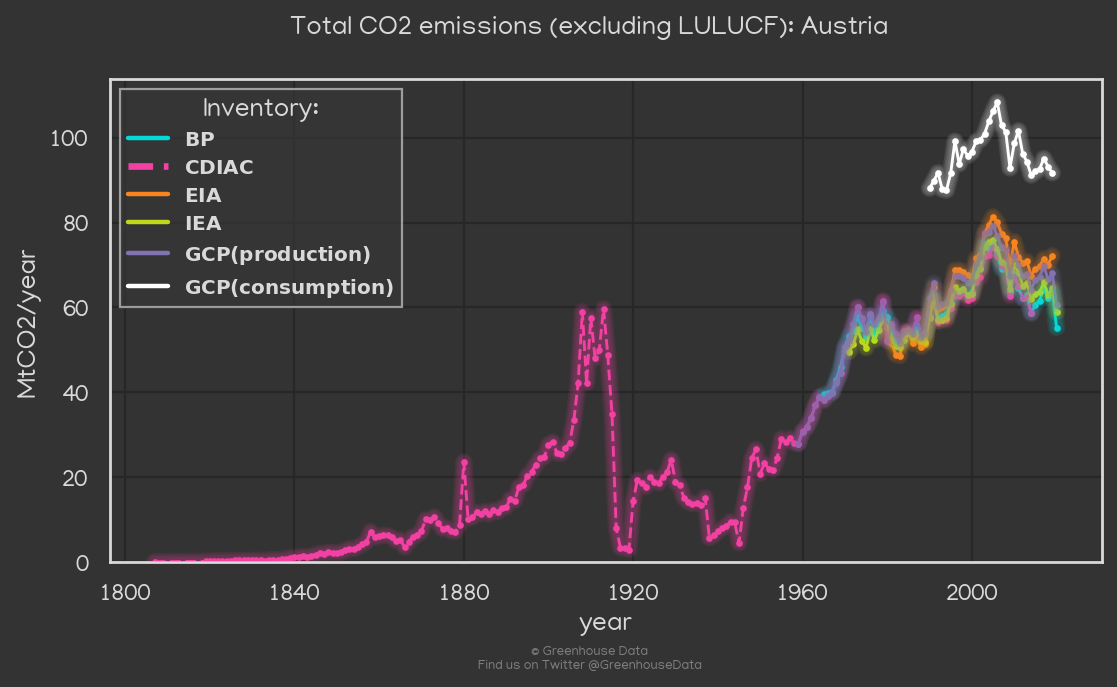 Total CO2 emissions (excluding LULUCF): Austria
Inventory:
BP
CDIAC
EIA
IEA
GCP(production)
GCP(consumption)
MtCO2/year
100
80
60
40
20
0
1800 1840 1880 1920 1960 2000
year
© Greenhouse Data
Find us on Twitter @GreenhouseData